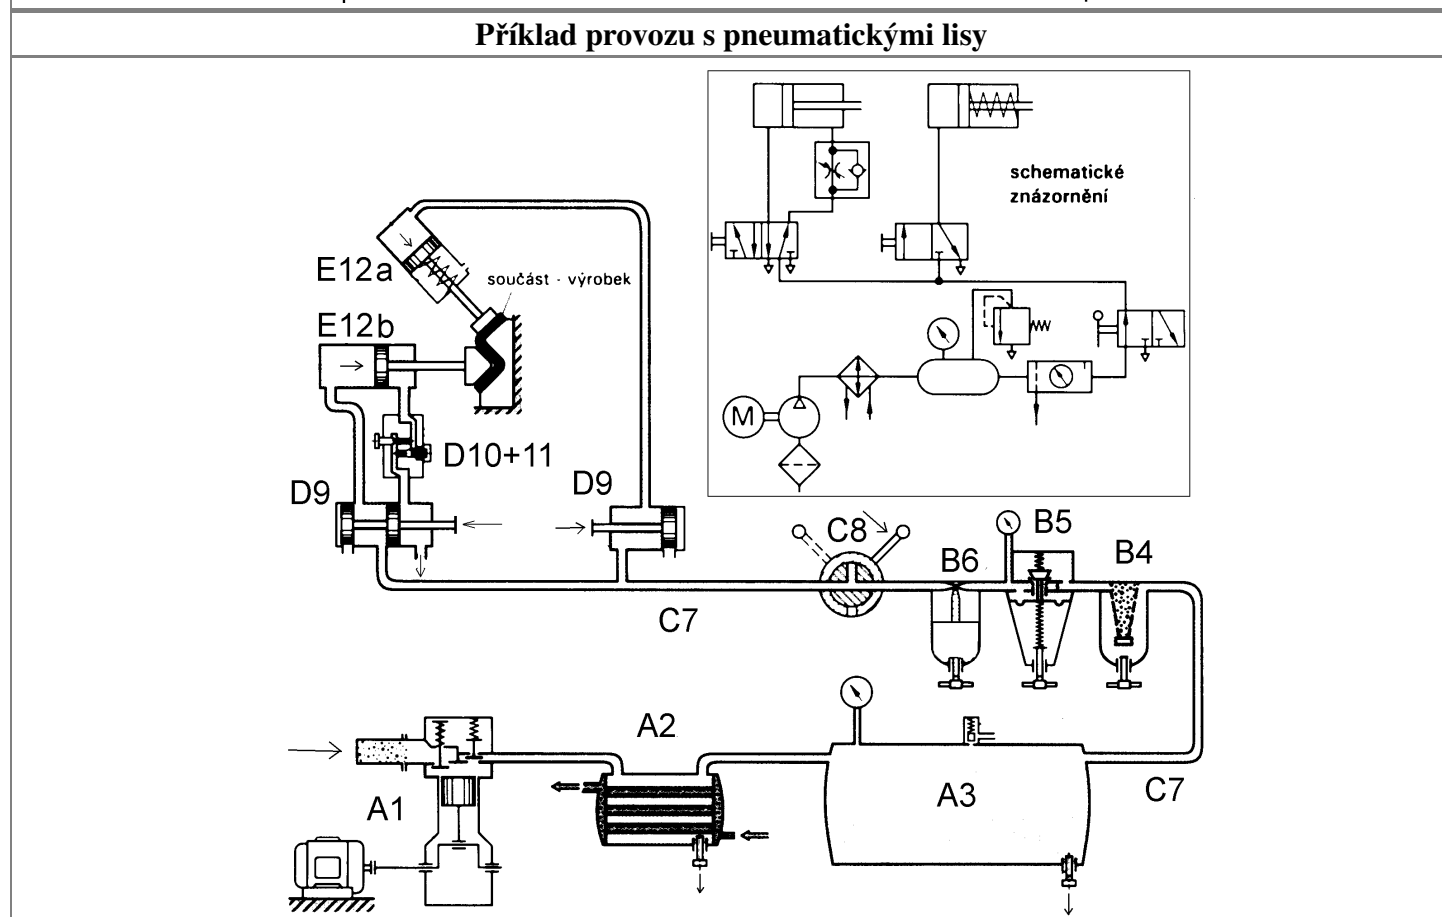 Příklad provozu s pneumatickými lisy
schematické
znázornění
E12a
součást - výrobek
E12b
M
D10+11
D9
D9
C8
B5
B6
B4
C7
A2
A3
C7
A1